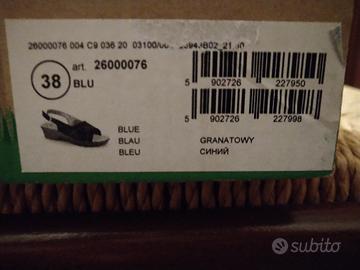 26000076 004 C9 036 20
38
art. 26000076
BLU
5 902726 227950
5 902726 227998
BLUE
BLAU
BLEU
GRANATOWY
СИНИЙ
subito